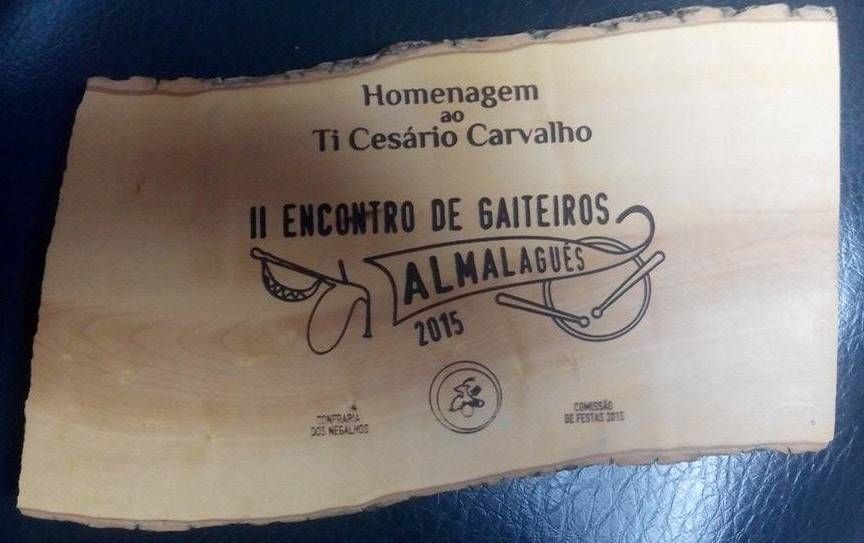 Homenagem
ao
Ti Cesário Carvalho
II ENCONTRO DE GAITEIROS
ALMALAGUÊS
2015
CONFRARIA
DOS NEGALHOS
COMISSÃO
DE FESTAS 2015